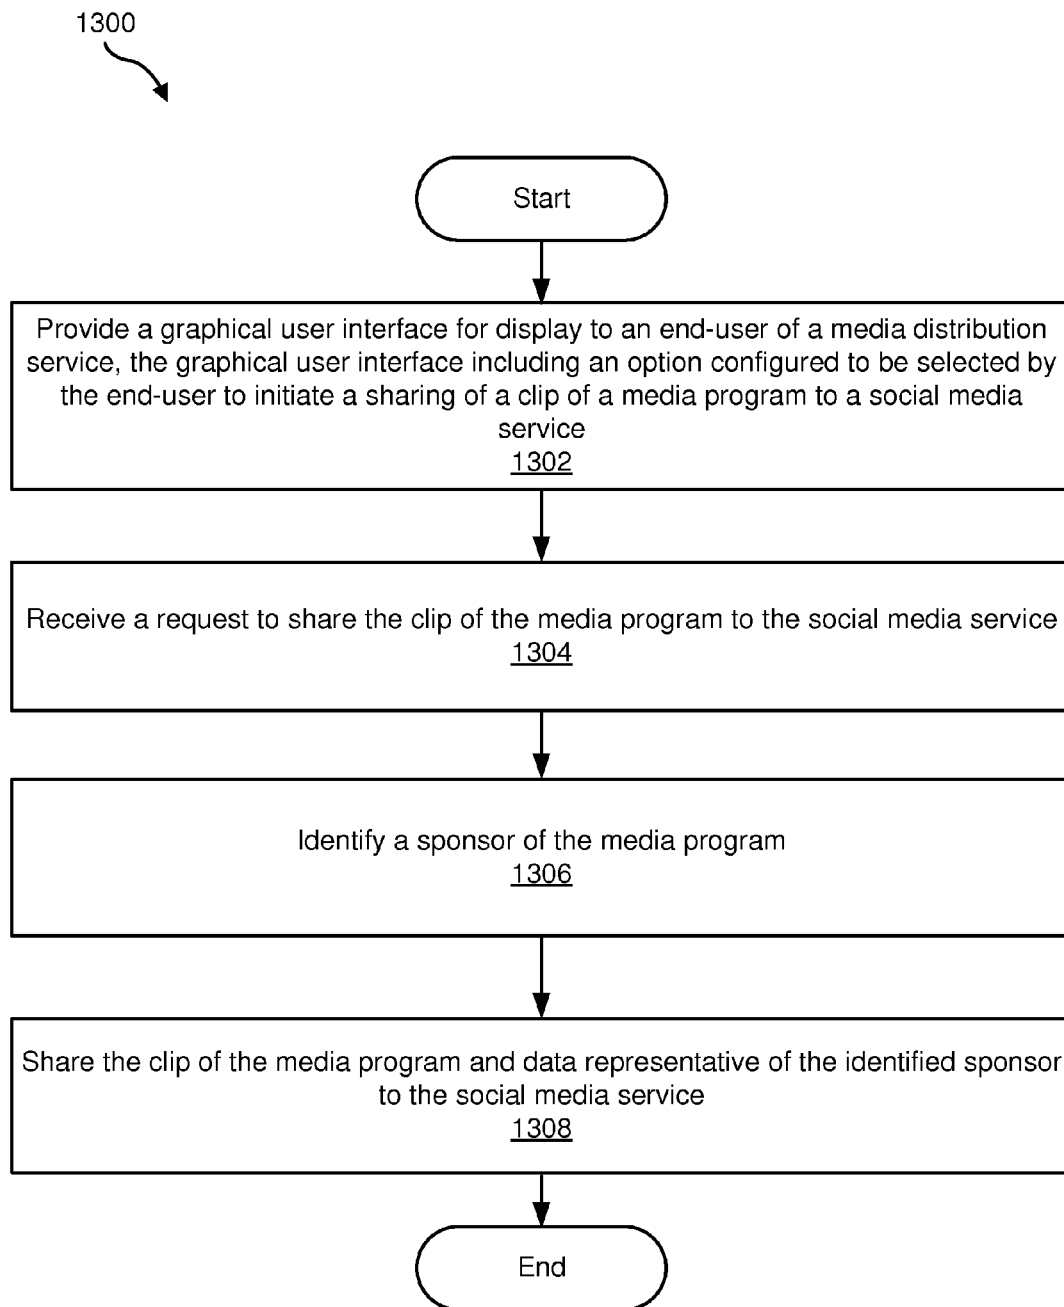 1300
Start
Provide a graphical user interface for display to an end-user of a media distribution
service, the graphical user interface including an option configured to be selected by
the end-user to initiate a sharing of a clip of a media program to a social media
service
1302
Receive a request to share the clip of the media program to the social media service
1304
Identify a sponsor of the media program
1306
Share the clip of the media program and data representative of the identified sponsor
to the social media service
1308
End